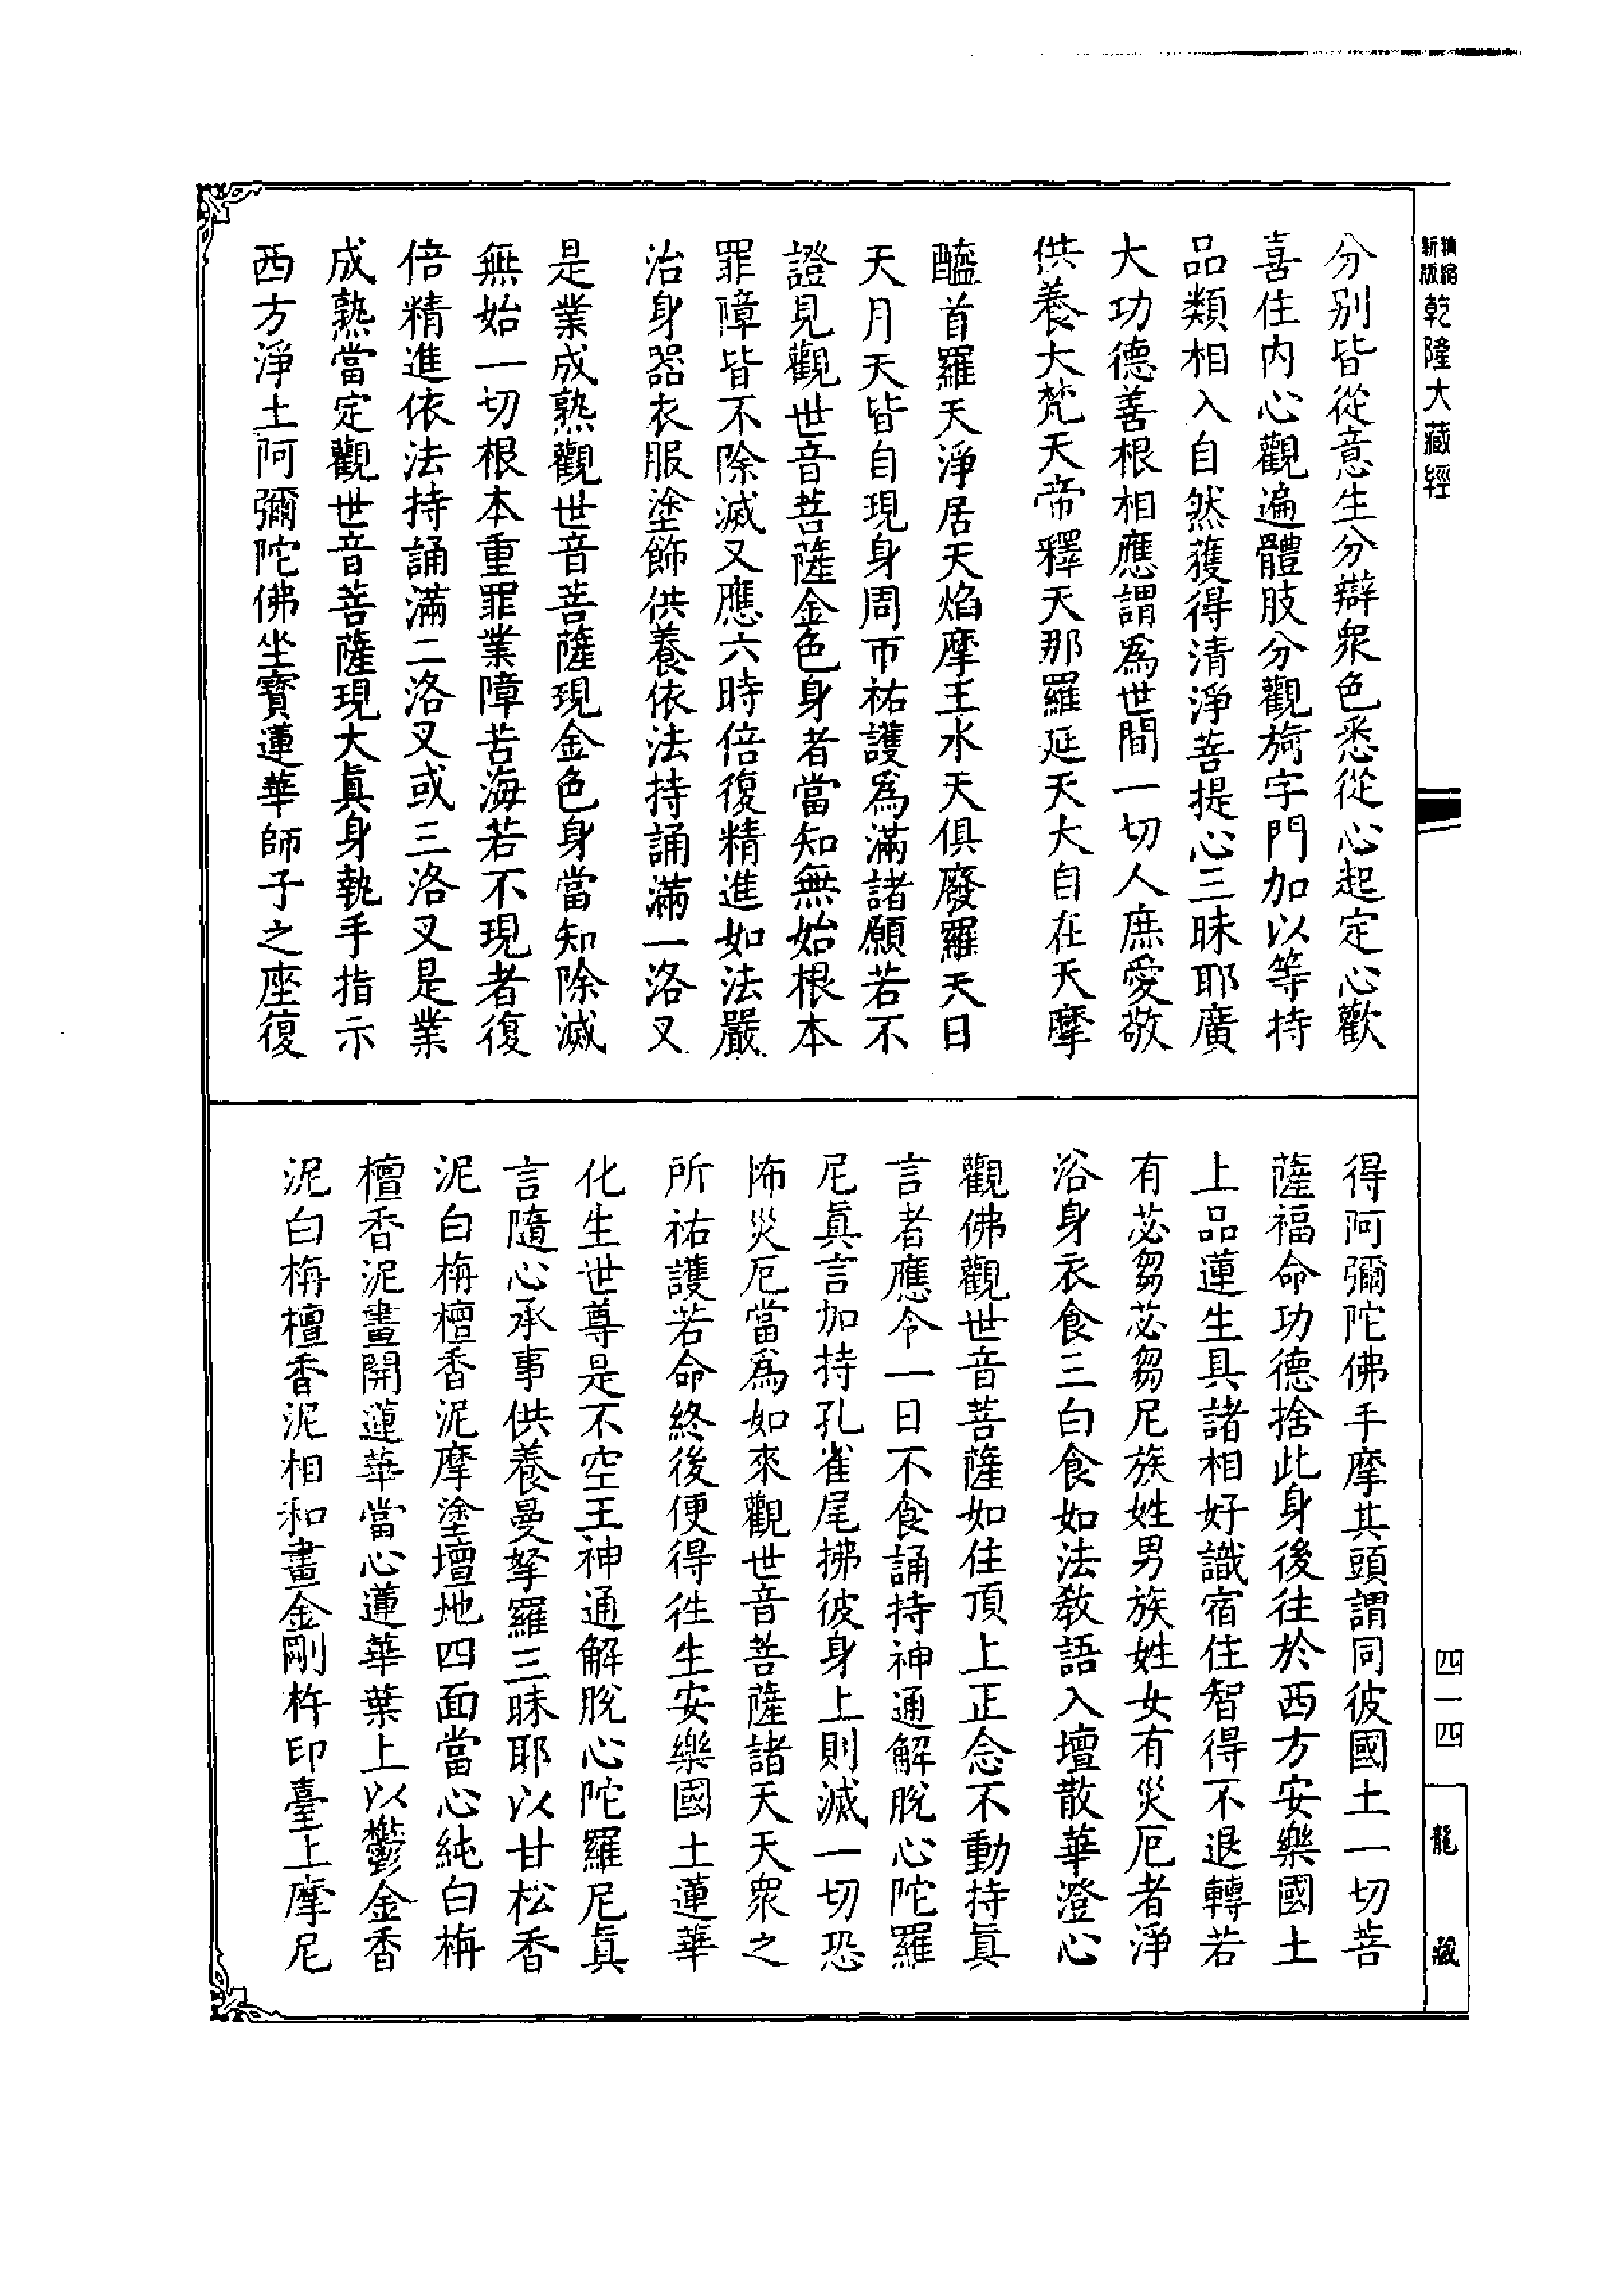 精縮新版
乾隆大藏經
分別皆從意生分辯衆色悉從心起定心歡
喜住内心觀遍體肢分觀旖字門加以等持
品類相入自然獲得清淨菩提心三昧耶廣
大功德善根相應謂爲世間一切人庶愛敬
供養大梵天帝釋天那羅延天大自在天摩
醯首羅天淨居天焰摩王水天俱廢羅天日
天月天皆自現身周帀祐護爲滿諸願若不
證見觀世音菩薩金色身者當知無始根本
罪障皆不除滅又應六時倍復精進如法嚴
治身器衣服塗飾供養依法持誦滿一洛叉
是業成熟觀世音菩薩現金色身當知除滅
無始一切根本重罪業障苦海若不現者復
倍精進依法持誦滿二洛叉或三洛叉是業
成熟當定觀世音菩薩現大眞身執手指示
西方淨土阿彌陀佛坐寳蓮華師子之座復
得阿彌陀佛手摩其頭謂同彼國土一切菩
薩福命功德捨此身後往於西方安樂國土
上品蓮生具諸相好識宿住智得不退轉若
有苾芻苾芻尼族姓男族姓女有災厄者淨
浴身衣食三白食如法教語入壇散華澄心
觀佛觀世音菩薩如住頂上正念不動持眞
言者應令一日不食誦持神通解脫心陀羅
尼眞言加持孔雀尾拂彼身上則滅一切恐
怖災厄當爲如來觀世音菩薩諸天天衆之
所祐護若命終後便得徃生安樂國土蓮華
化生世尊是不空王神通解脫心陀羅尼眞
言隨心承事供養曼拏羅三昧耶以甘松香
泥白栴檀香泥摩塗壇地四面當心純白栴
檀香泥畫開蓮華當心蓮華葉上以鬱金香
泥白栴檀香泥相和畫金剛杵印臺上摩尼
四一四
龍藏